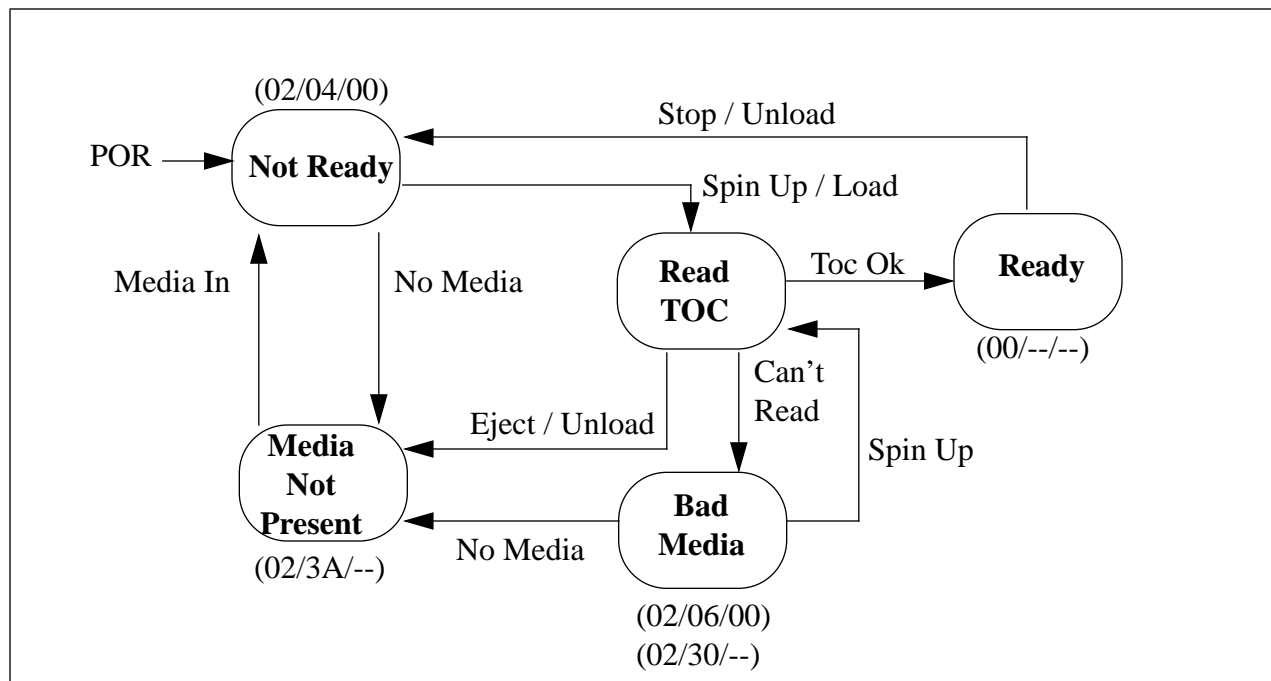 (02/04/00)
Stop / Unload
POR
Not Ready
Spin Up / Load
Media In
No Media
Read
TOC
Toc Ok
Ready
(00/--/--)
Can’t
Read
Eject / Unload
Spin Up
Media
Not
Present
(02/3A/--)
No Media
Bad
Media
(02/06/00)
(02/30/--)